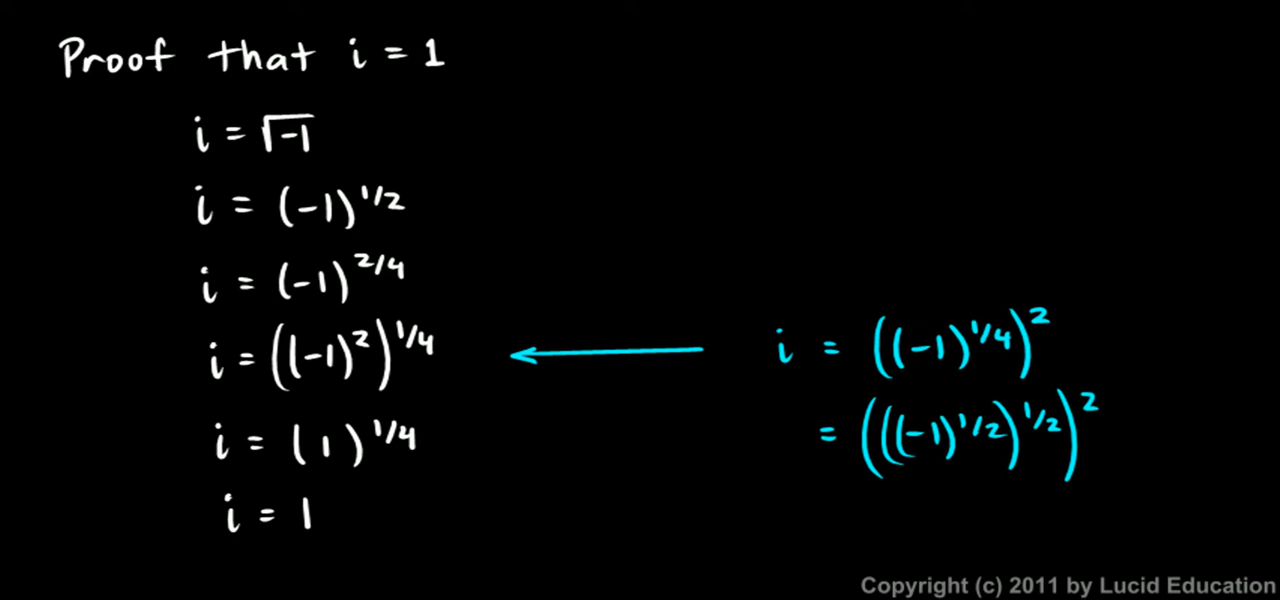 Proof that i = 1
i = √-1
i = (-1)^1/2
i = (-1)^2/4
i = ((-1)^2)^1/4
i = ((-1)^1/4)^2
= (((-1)^1/2)^1/2)^2
i = (1)^1/4
i = 1
Copyright (c) 2011 by Lucid Education